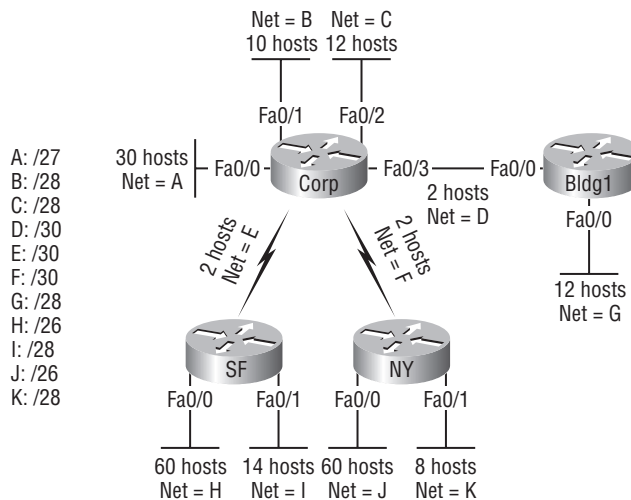 Net = B
10 hosts
Net = C
12 hosts
Fa0/1
Fa0/2
30 hosts
Net = A
Fa0/0
Corp
Fa0/3
2 hosts
Net = D
Fa0/0
Bldg1
Fa0/0
12 hosts
Net = G
A: /27
B: /28
C: /28
D: /30
E: /30
F: /30
G: /28
H: /26
I: /28
J: /26
K: /28
2 hosts
Net = E
2 hosts
Net = F
SF
NY
Fa0/0
Fa0/1
Fa0/0
Fa0/1
60 hosts
Net = H
14 hosts
Net = I
60 hosts
Net = J
8 hosts
Net = K